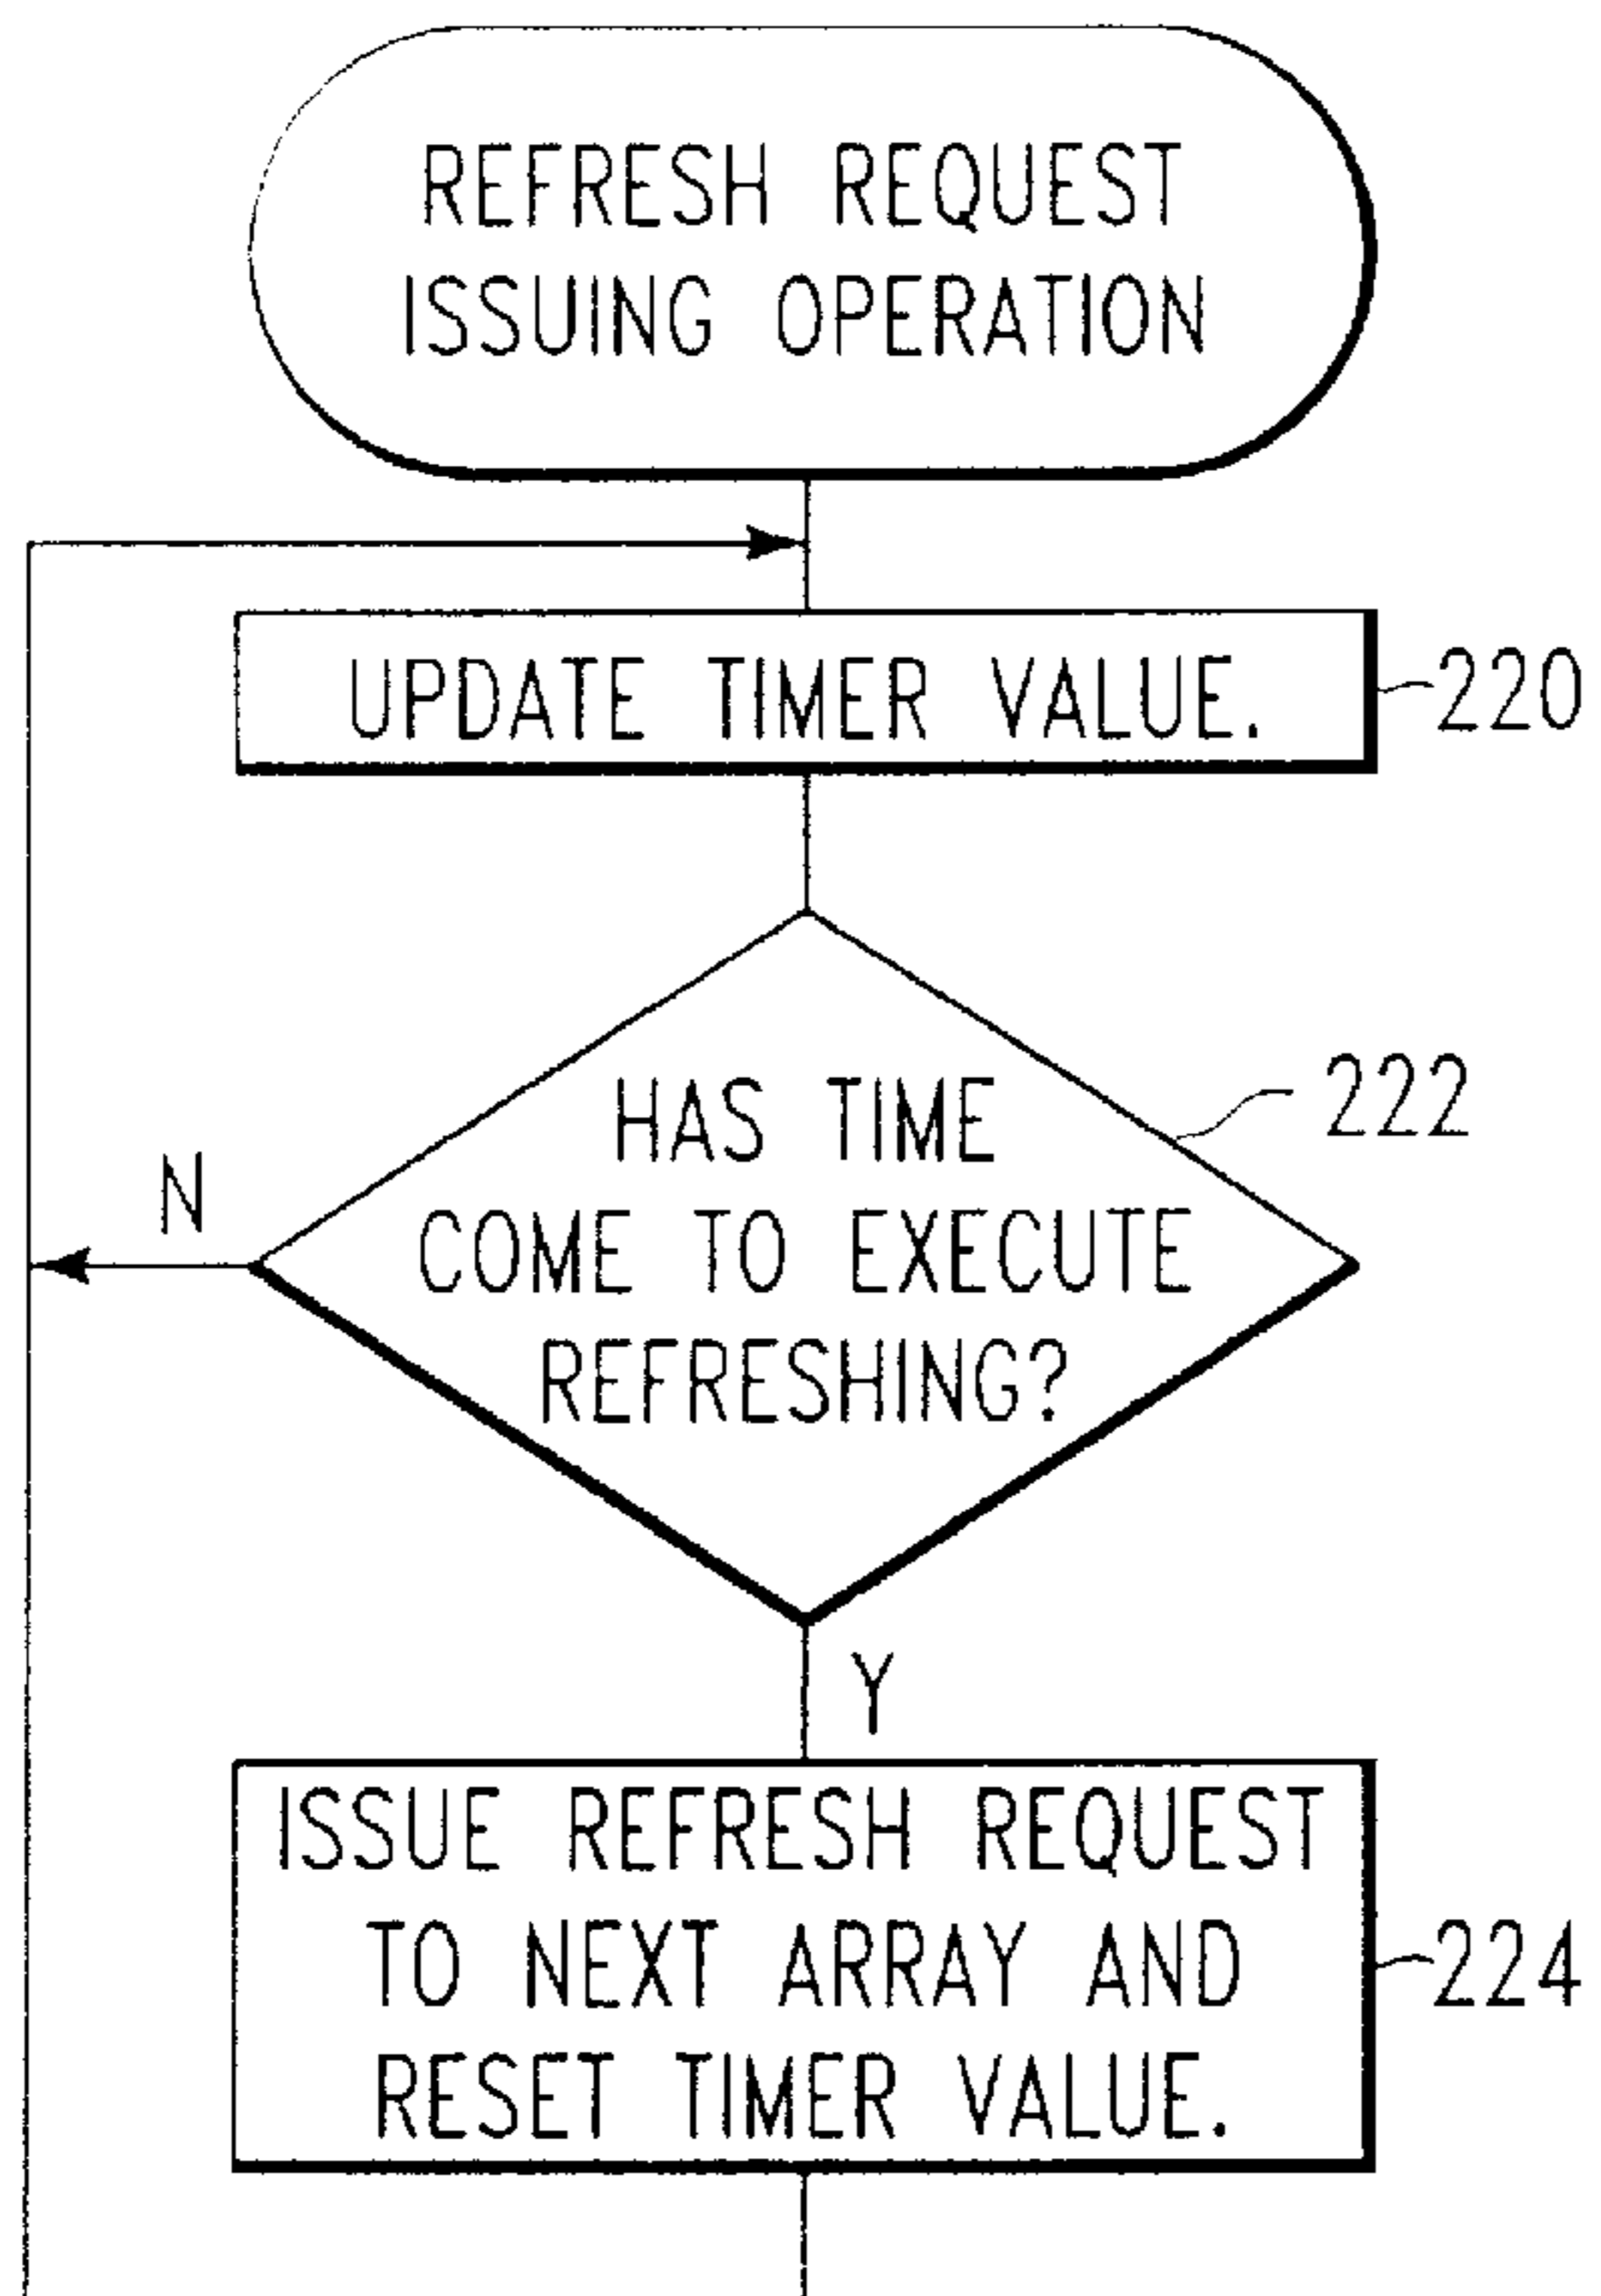 REFRESH REQUEST
ISSUING OPERATION
UPDATE TIMER VALUE.
220
HAS TIME
COME TO EXECUTE
REFRESHING?
222
N
Y
ISSUE REFRESH REQUEST
TO NEXT ARRAY AND
RESET TIMER VALUE.
224